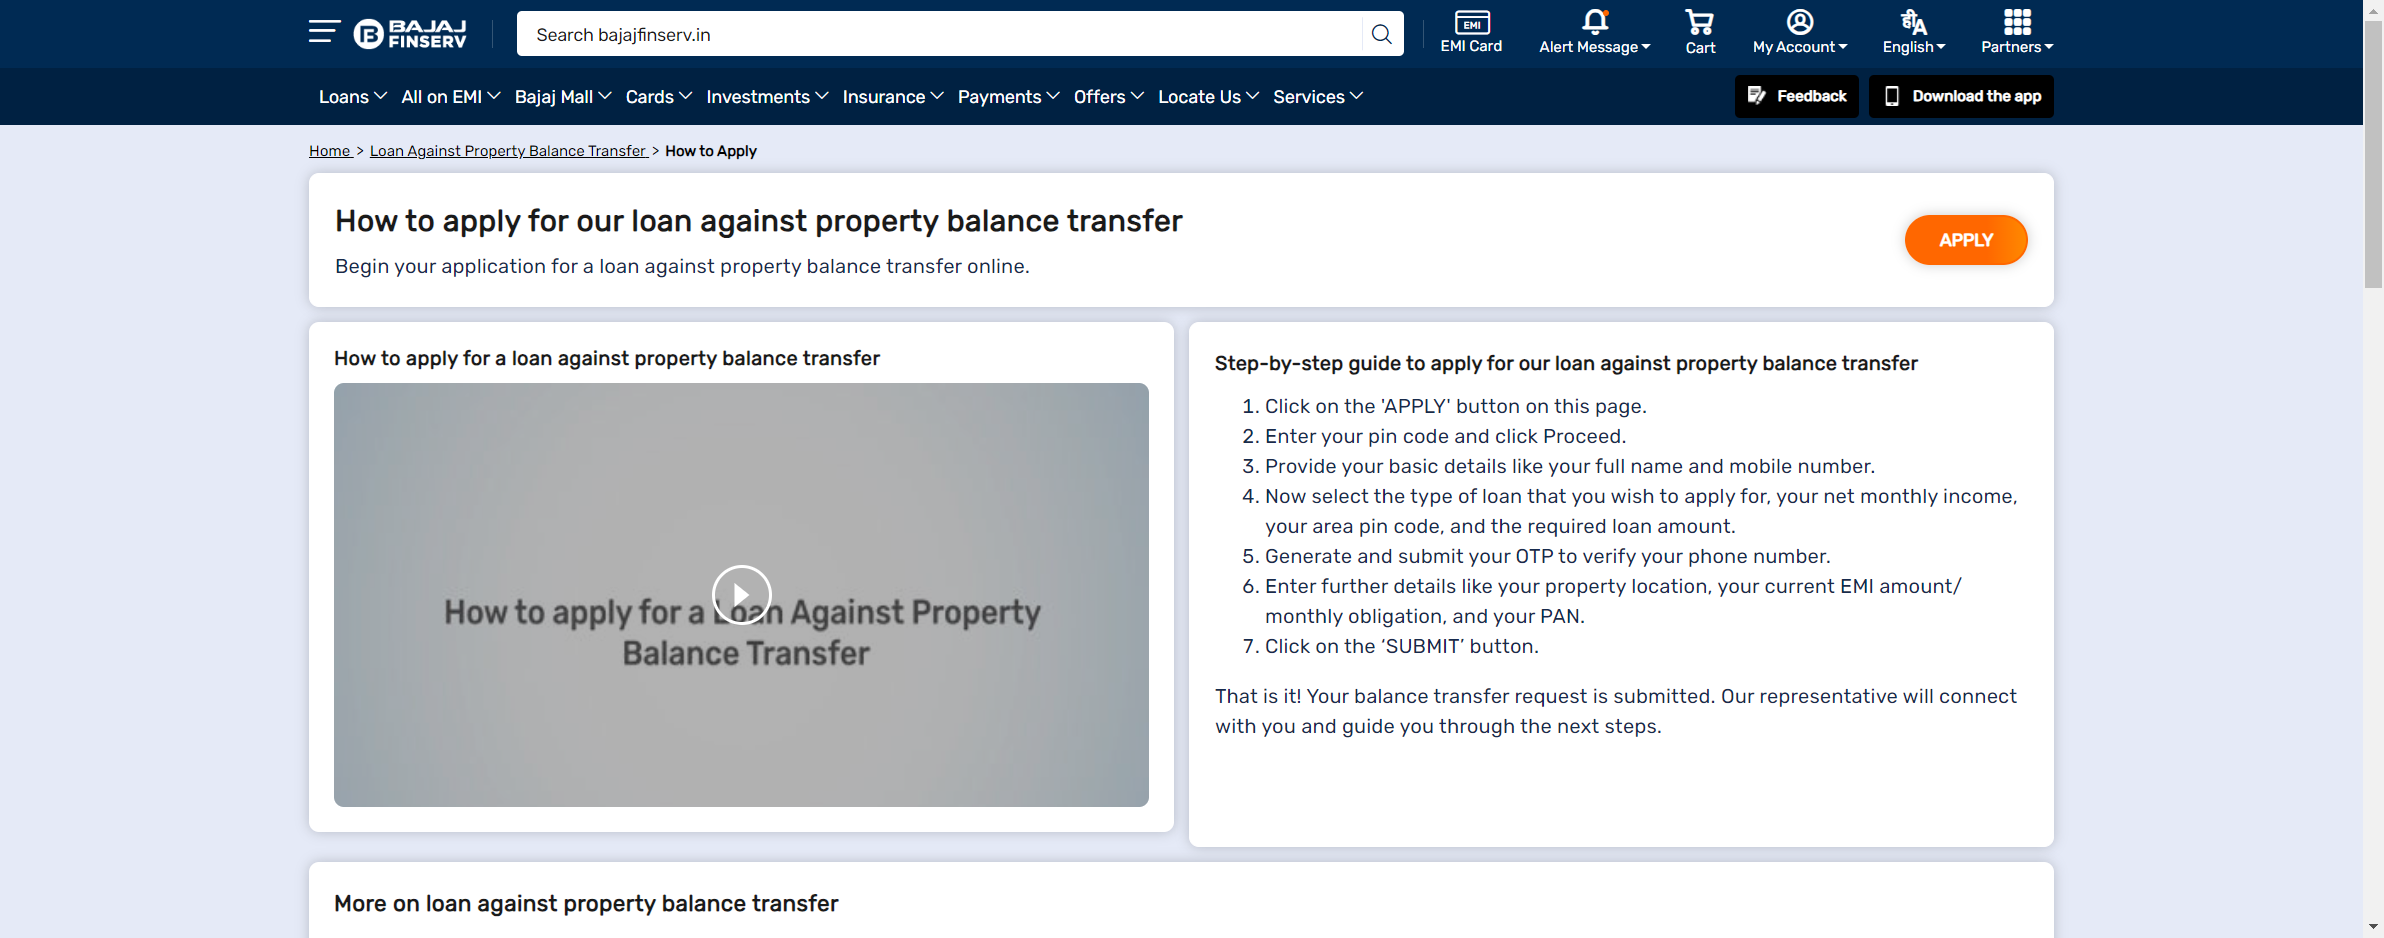 BAJAJ
FINSERV
Search bajajfinserv.in
EMI
EMI Card
Alert Message
Cart
My Account
हीA
English
Partners
Loans All on EMI Bajaj Mall Cards Investments Insurance Payments Offers Locate Us Services
Feedback
Download the app
Home > Loan Against Property Balance Transfer > How to Apply
How to apply for our loan against property balance transfer
Begin your application for a loan against property balance transfer online.
APPLY
How to apply for a loan against property balance transfer
How to apply for a Loan Against Property
Balance Transfer
Step-by-step guide to apply for our loan against property balance transfer
1. Click on the 'APPLY' button on this page.
2. Enter your pin code and click Proceed.
3. Provide your basic details like your full name and mobile number.
4. Now select the type of loan that you wish to apply for, your net monthly income,
your area pin code, and the required loan amount.
5. Generate and submit your OTP to verify your phone number.
6. Enter further details like your property location, your current EMI amount/
monthly obligation, and your PAN.
7. Click on the ‘SUBMIT’ button.
That is it! Your balance transfer request is submitted. Our representative will connect
with you and guide you through the next steps.
More on loan against property balance transfer